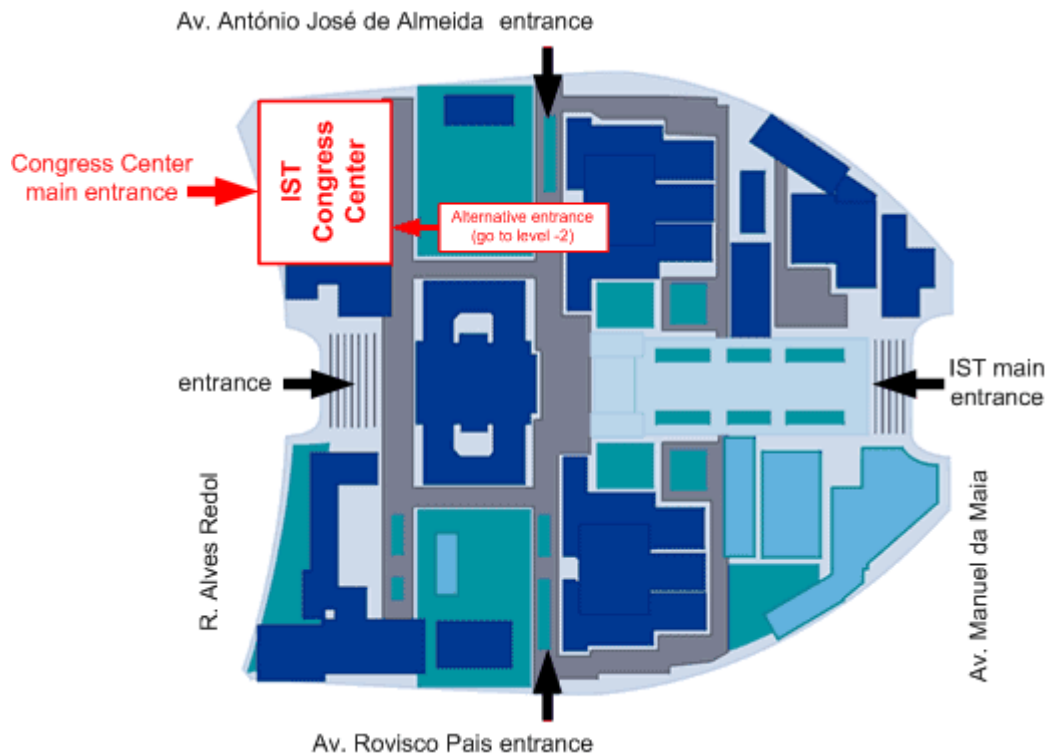 Av. António José de Almeida entrance
Congress Center
main entrance
IST
Congress
Center
Alternative entrance
(go to level -2)
entrance
IST main
entrance
R. Alves Redol
Av. Manuel da Maia
Av. Rovisco Pais entrance